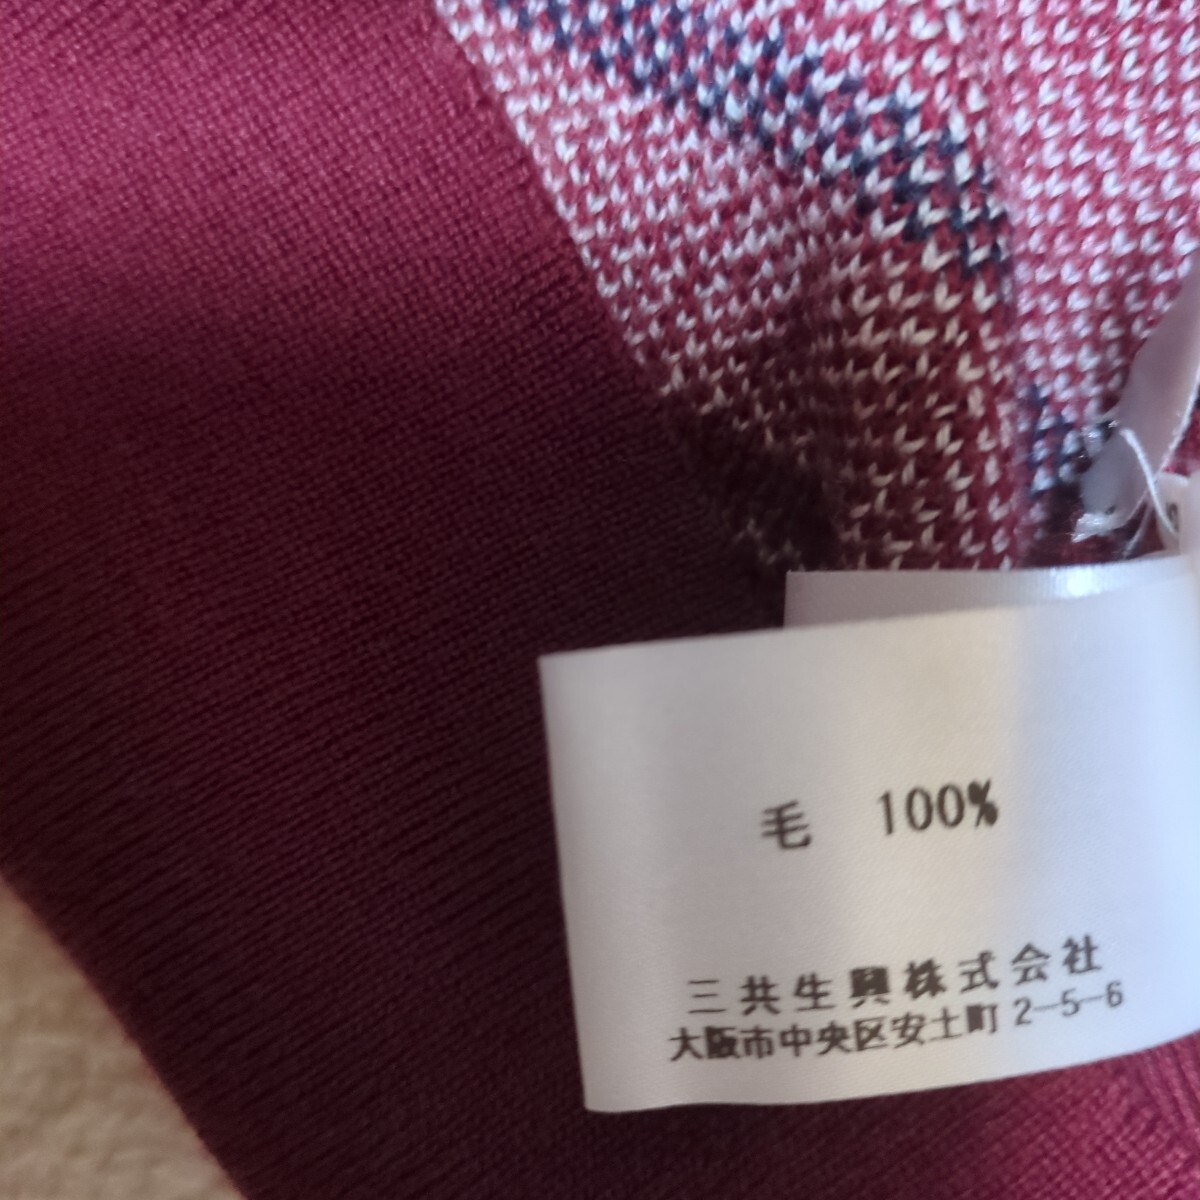 毛　100%
三共生興株式会社
大阪市中央区安土町 2-5-6